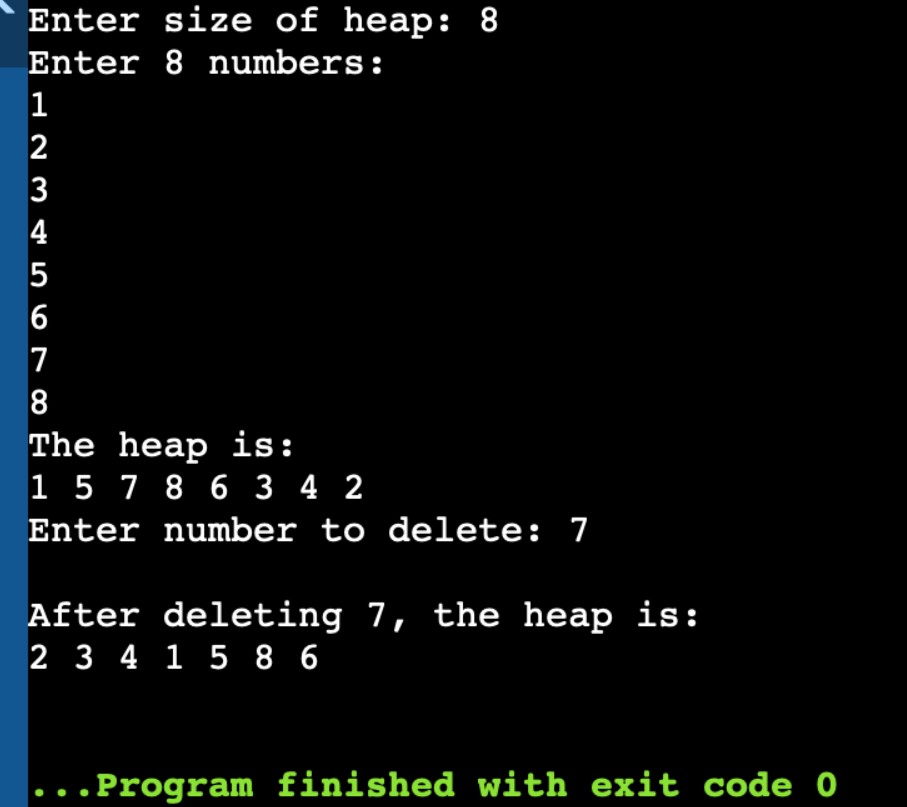 Enter size of heap: 8
Enter 8 numbers:
1
2
3
4
5
6
7
8
The heap is:
1 5 7 8 6 3 4 2
Enter number to delete: 7
After deleting 7, the heap is:
2 3 4 1 5 8 6
...Program finished with exit code 0